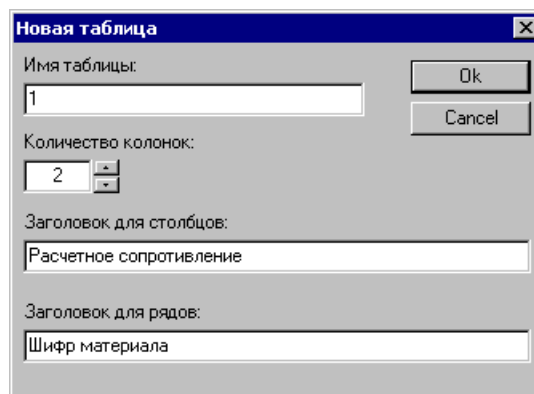 Новая таблица
Имя таблицы:
1
Ok
Cancel
Количество колонок:
2
Заголовок для столбцов:
Расчетное сопротивление
Заголовок для рядов:
Шифр материала